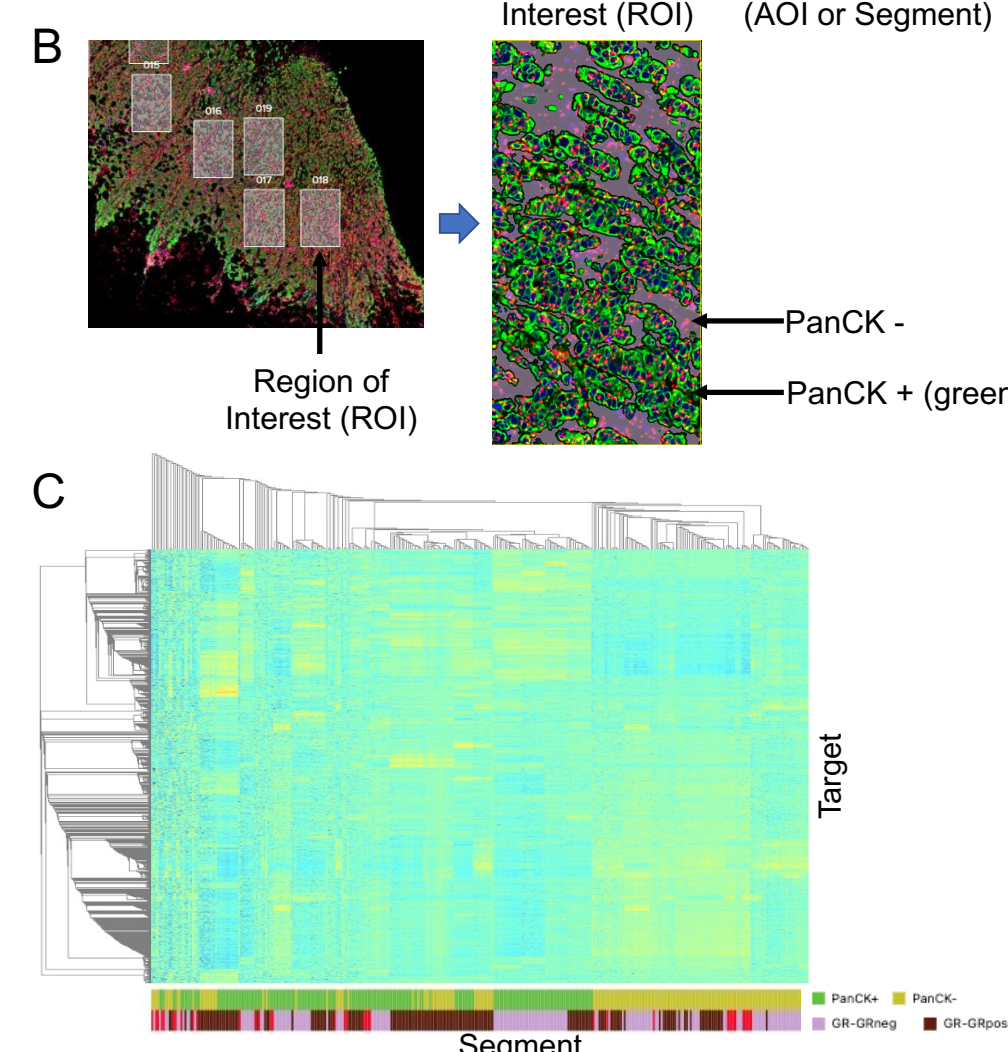 Interest (ROI)
(AOI or Segment)
B
015
016
019
017
018
PanCK -
PanCK + (green
Region of
Interest (ROI)
C
Target
PanCK+
PanCK-
GR-GRneg
GR-GRpos
Segment